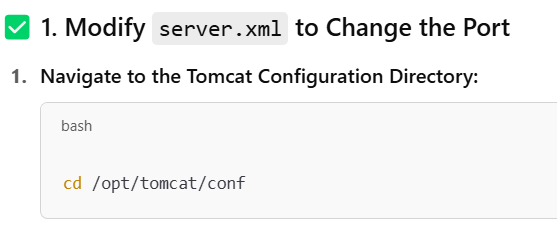 1. Modify server.xml to Change the Port
1. Navigate to the Tomcat Configuration Directory:
bash
cd /opt/tomcat/conf